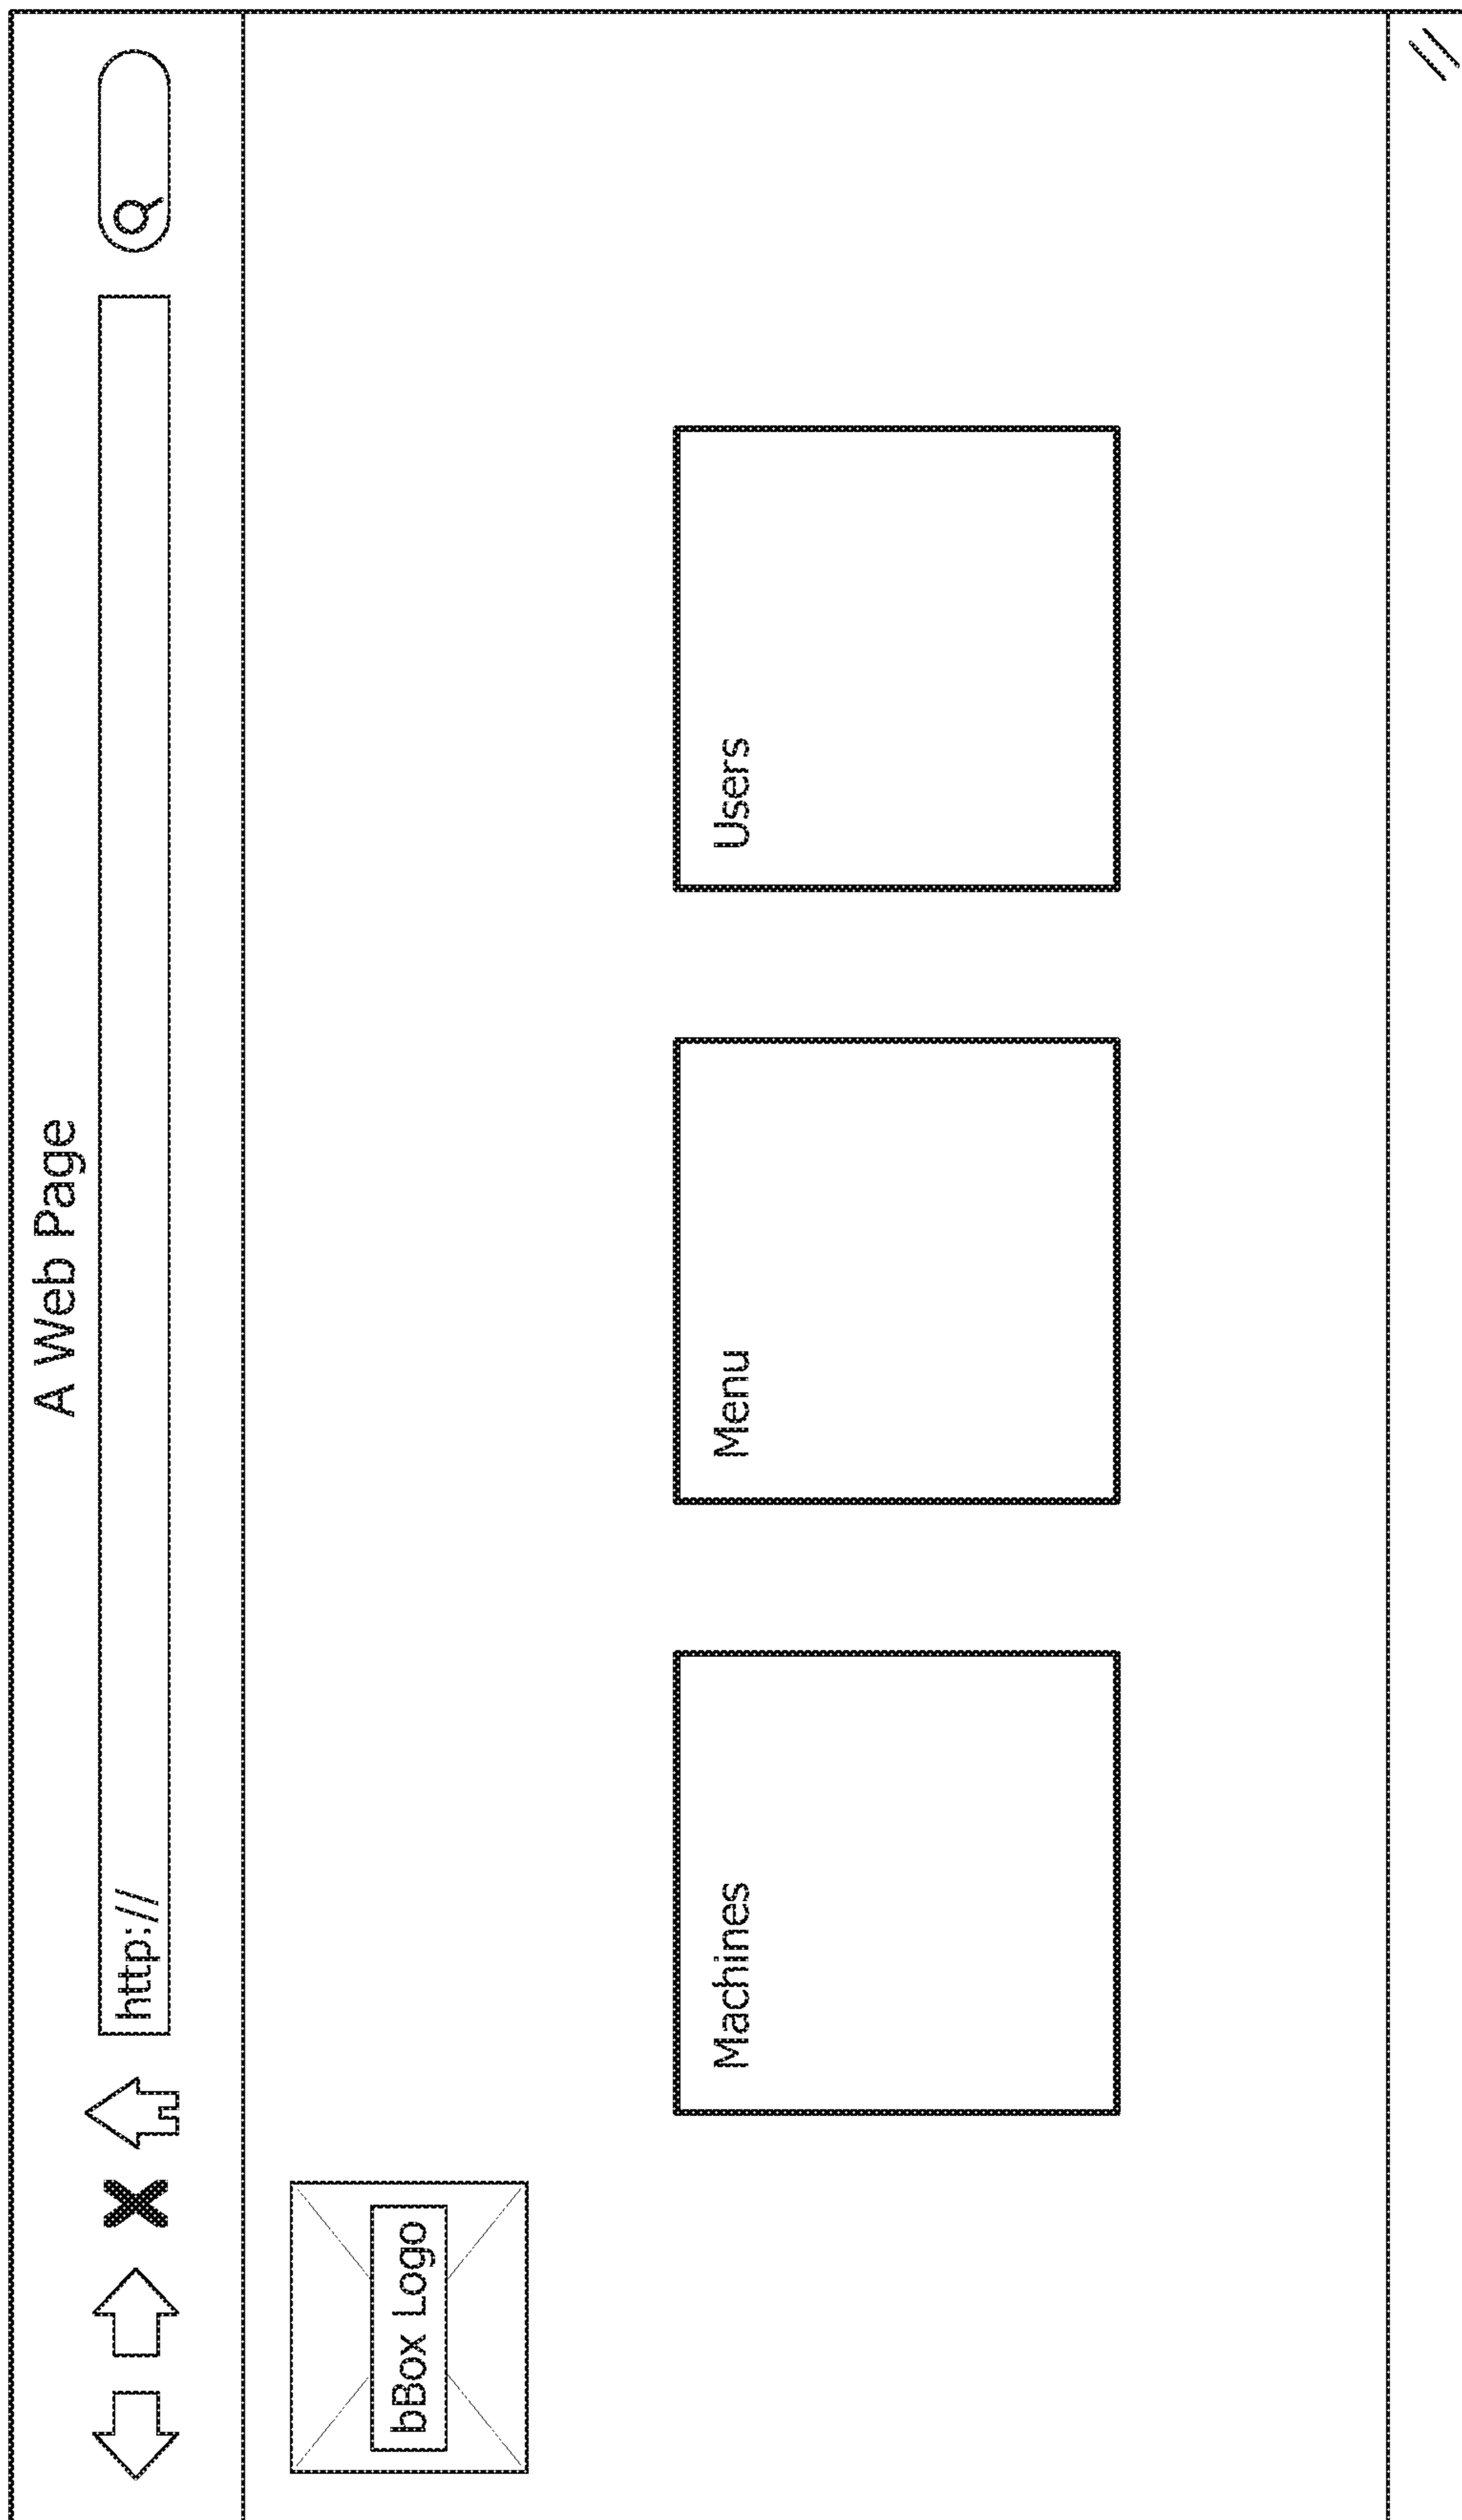 A Web Page
http://
bBox Logo
Machines
Menu
Users